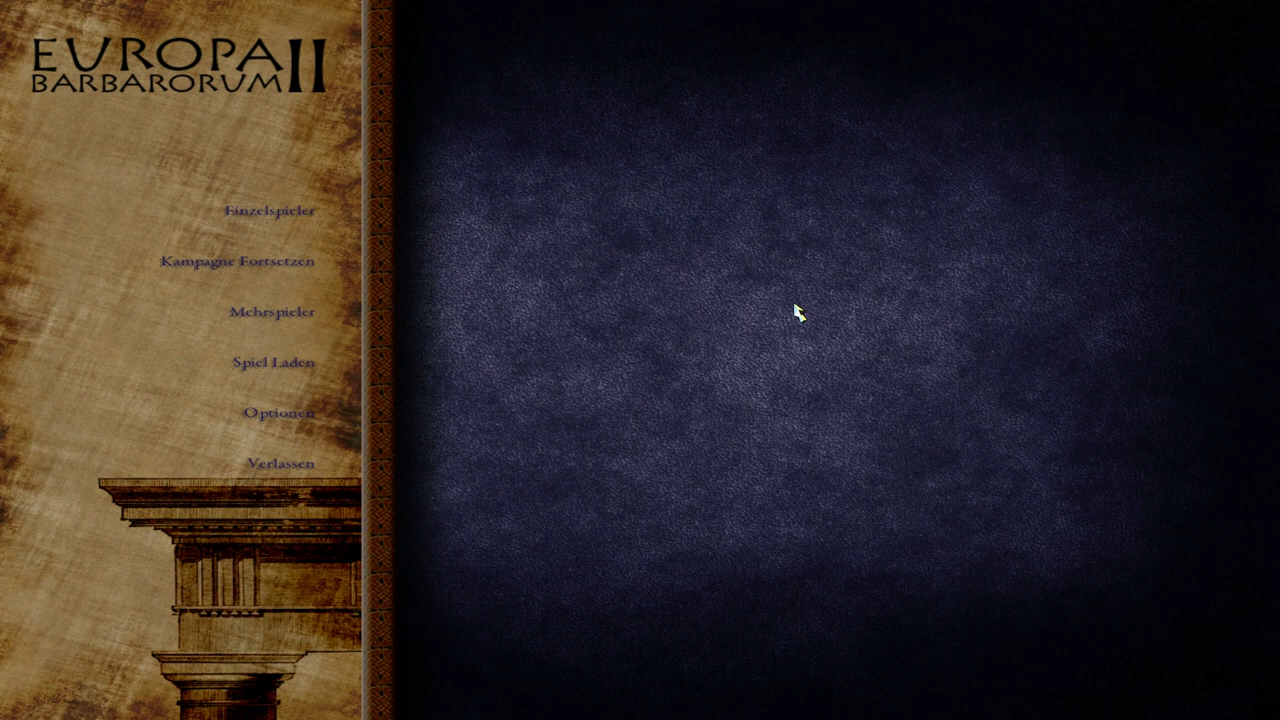 EUROPA II
BARBARORUM
Einzelspieler
Kampagne Fortsetzen
Mehrspieler
Spiel Laden
Optionen
Verlassen